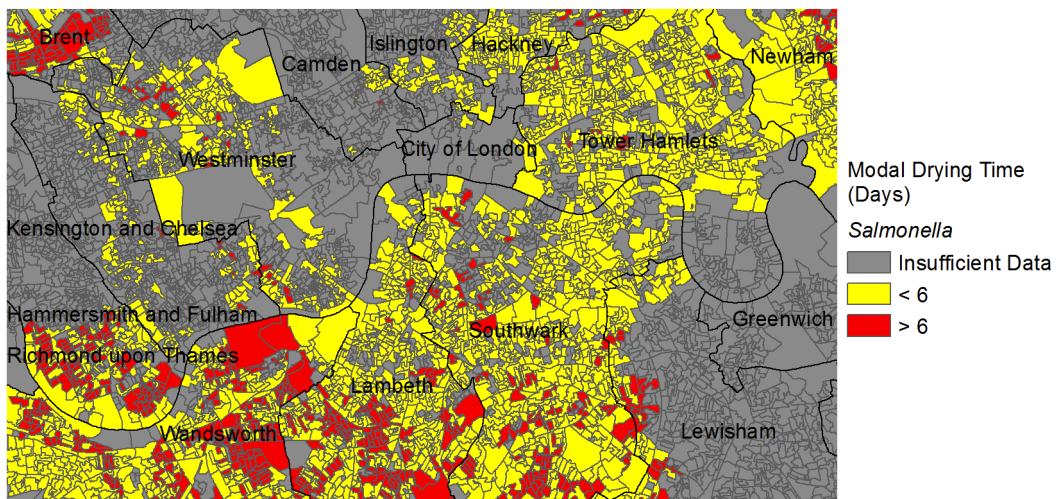 Brent
Islington
Hackney
Camden
Newham
Westminster
City of London
Tower Hamlets
Kensington and Chelsea
Hammersmith and Fulham
Richmond upon Thames
Southwark
Greenwich
Lambeth
Wandsworth
Lewisham
Modal Drying Time
(Days)
Salmonella
Insufficient Data
< 6
> 6